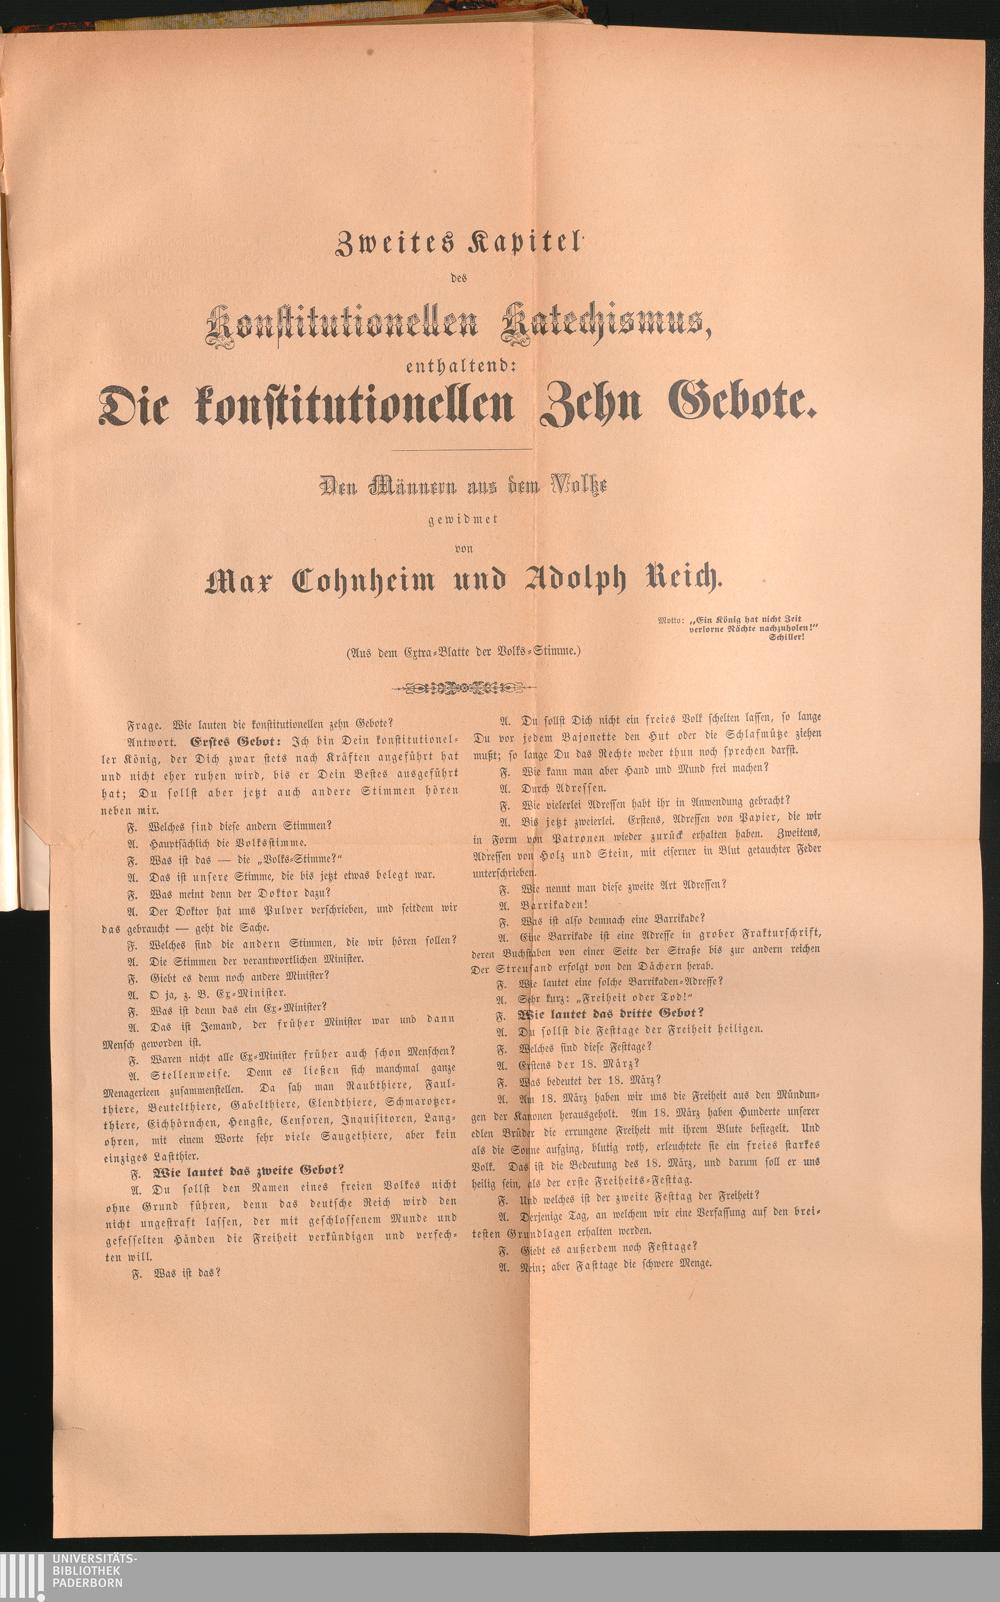 Zweites Kapitel
des
Konstitutionellen Katechismus,
enthaltend:
Die konstitutionellen Zehn Gebote.
Den Männern aus dem Volke
gewidmet
von
Max Cohnheim und Adolph Reich.
Motto: „Ein König hat nicht Zeit
verlorne Nächte nachzuholen!“
Schiller!
(Aus dem Extra-Blatte der Volks-Stimme.)
Frage. Wie lauten die konstitutionellen zehn Gebote?
Antwort. Erstes Gebot: Ich bin Dein konstitutionel-
ler König, der Dich zwar stets nach Kräften angeführt hat
und nicht eher ruhen wird, bis er Dein Bestes ausgeführt
hat; Du sollst aber jetzt auch andere Stimmen hören
neben mir.
F. Welches sind diese andern Stimmen?
A. Hauptsächlich die Volksstimme.
F. Was ist das — die „Volks-Stimme?“
A. Das ist unsere Stimme, die bis jetzt etwas belegt war.
F. Was meint denn der Doktor dazu?
A. Der Doktor hat uns Pulver verschrieben, und seitdem wir
das gebraucht — geht die Sache.
F. Welches sind die andern Stimmen, die wir hören sollen?
A. Die Stimmen der verantwortlichen Minister.
F. Giebt es denn noch andere Minister?
A. O ja, z. B. Ex-Minister.
F. Was ist denn das ein Ex-Minister?
A. Das ist Jemand, der früher Minister war und dann
Mensch geworden ist.
F. Waren nicht alle Ex-Minister früher auch schon Menschen?
A. Stellenweise. Denn es ließen sich manchmal ganze
Menagerieen zusammenstellen. Da sah man Raubthiere, Faul-
thiere, Beutelthiere, Gabelthiere, Elendthiere, Schmarotzer-
thiere, Eichhörnchen, Hengste, Censoren, Inquisitoren, Lang-
ohren, mit einem Worte sehr viele Saugethiere, aber kein
einziges Lastthier.
F. Wie lautet das zweite Gebot?
A. Du sollst den Namen eines freien Volkes nicht
ohne Grund führen, denn das deutsche Reich wird den
nicht ungestraft lassen, der mit geschlossenem Munde und
gefesselten Händen die Freiheit verkündigen und verfech-
ten will.
F. Was ist das?
A. Du sollst Dich nicht ein freies Volk schelten lassen, so lange
Du vor jedem Bajonette den Hut oder die Schlafmütze ziehen
mußt; so lange Du das Rechte weder thun noch sprechen darfst.
F. Wie kann man aber Hand und Mund frei machen?
A. Durch Adressen.
F. Wie vielerlei Adressen habt ihr in Anwendung gebracht?
A. Bis jetzt zweierlei. Erstens, Adressen von Papier, die wir
in Form von Patronen wieder zurück erhalten haben. Zweitens,
Adressen von Holz und Stein, mit eiserner in Blut getauchter Feder
unterschrieben.
F. Wie nennt man diese zweite Art Adressen?
A. Barrikaden!
F. Was ist also demnach eine Barrikade?
A. Eine Barrikade ist eine Adresse in grober Frakturschrift,
deren Buchstaben von einer Seite der Straße bis zur andern reichen
Der Streusand erfolgt von den Dächern herab.
F. Wie lautet eine solche Barrikaden-Adresse?
A. Sehr kurz: „Freiheit oder Tod!“
F. Wie lautet das dritte Gebot?
A. Du sollst die Festtage der Freiheit heiligen.
F. Welches sind diese Festtage?
A. Erstens der 18. März?
F. Was bedeutet der 18. März?
A. Am 18. März haben wir uns die Freiheit aus den Mündun-
gen der Kanonen herausgeholt. Am 18. März haben Hunderte unserer
edlen Brüder die errungene Freiheit mit ihrem Blute besiegelt. Und
als die Sonne aufging, blutig roth, erleuchtete sie ein freies starkes
Volk. Das ist die Bedeutung des 18. März, und darum soll er uns
heilig sein, als der erste Freiheits-Festtag.
F. Und welches ist der zweite Festtag der Freiheit?
A. Derjenige Tag, an welchem wir eine Verfassung auf den brei-
testen Grundlagen erhalten werden.
F. Giebt es außerdem noch Festtage?
A. Nein; aber Fasttage die schwere Menge.
UNIVERSITÄTS-
BIBLIOTHEK
PADERBORN